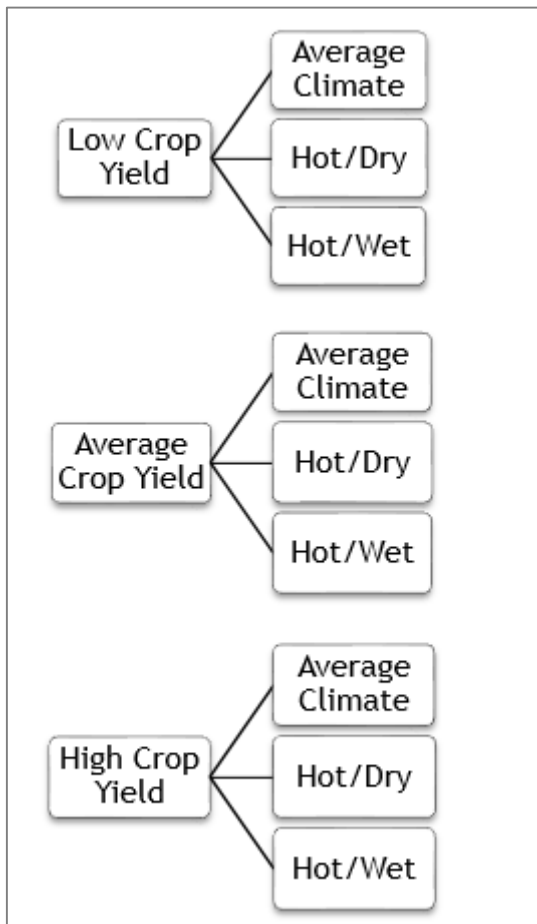 Average
Climate
Low Crop
Yield
Hot/Dry
Hot/Wet
Average
Climate
Average
Crop Yield
Hot/Dry
Hot/Wet
Average
Climate
High Crop
Yield
Hot/Dry
Hot/Wet